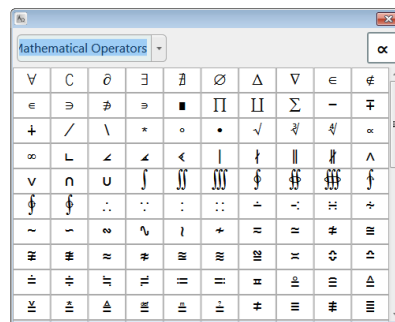 Mathematical Operators ∝
∀ ∁ ∂ ∃ ∄ ∅ ∆ ∇ ∈ ∉
∊ ∋ ∌ ∍ ∎ ∏ ∐ ∑ − ∓
∔ ∕ ∖ ∗ ∘ ∙ √ ∛ ∜ ∝
∞ ∟ ∠ ∡ ∢ ∣ ∤ ∥ ∦ ∧
∨ ∩ ∪ ∫ ∬ ∭ ∮ ∯ ∰ ∱
∲ ∳ ∴ ∵ ∶ ∷ ∸ ∹ ∺ ∻
∼ ∽ ∾ ∿ ≀ ≁ ≂ ≃ ≄ ≅
≆ ≇ ≈ ≉ ≊ ≋ ≌ ≍ ≎ ≏
≐ ≑ ≒ ≓ ≔ ≕ ≖ ≗ ≘ ≙
≚ ≛ ≜ ≝ ≞ ≟ ≠ ≡ ≢ ≣